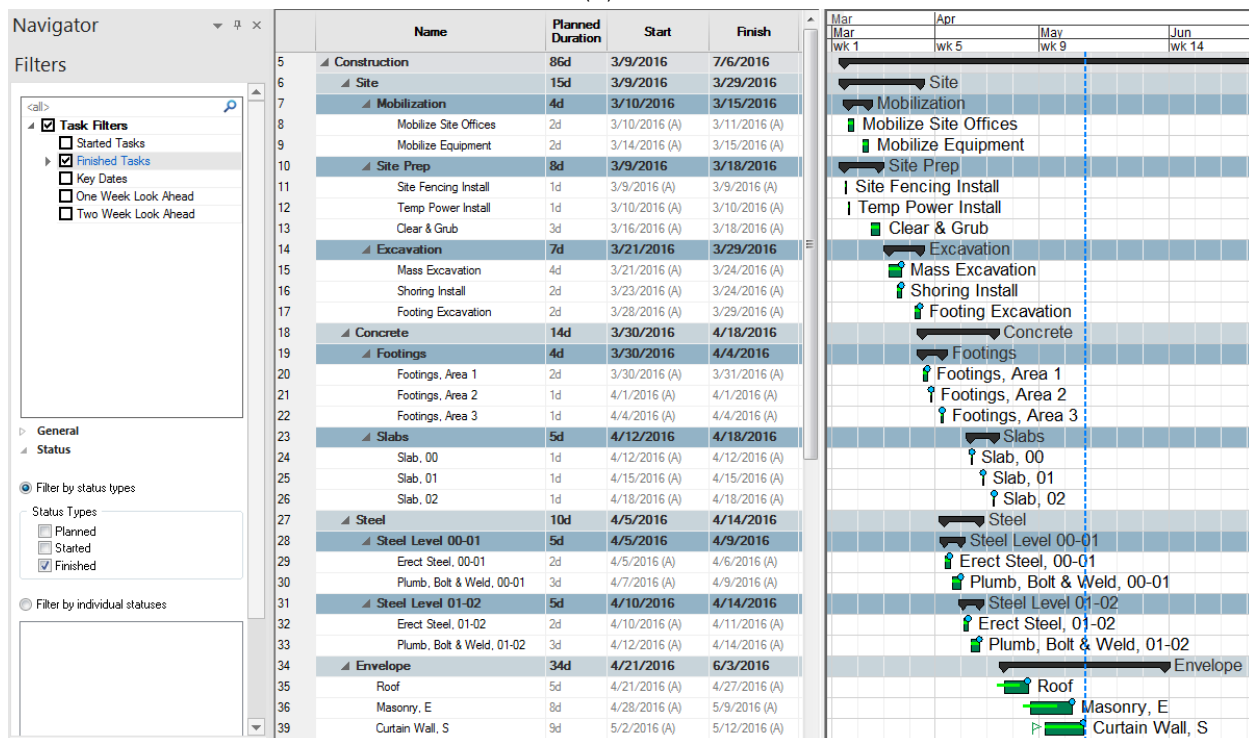 Navigator
Filters
<all>
Task Filters
Started Tasks
Finished Tasks
Key Dates
One Week Look Ahead
Two Week Look Ahead
General
Status
Filter by status types
Status Types
Planned
Started
Finished
Filter by individual statuses
Name Planned Duration Start Finish
5 Construction 86d 3/9/2016 7/6/2016
6 Site 15d 3/9/2016 3/29/2016
7 Mobilization 4d 3/10/2016 3/15/2016
8 Mobilize Site Offices 2d 3/10/2016 (A) 3/11/2016 (A)
9 Mobilize Equipment 2d 3/14/2016 (A) 3/15/2016 (A)
10 Site Prep 8d 3/9/2016 3/18/2016
11 Site Fencing Install 1d 3/9/2016 (A) 3/9/2016 (A)
12 Temp Power Install 1d 3/10/2016 (A) 3/10/2016 (A)
13 Clear & Grub 3d 3/16/2016 (A) 3/18/2016 (A)
14 Excavation 7d 3/21/2016 3/29/2016
15 Mass Excavation 4d 3/21/2016 (A) 3/24/2016 (A)
16 Shoring Install 2d 3/23/2016 (A) 3/24/2016 (A)
17 Footing Excavation 2d 3/28/2016 (A) 3/29/2016 (A)
18 Concrete 14d 3/30/2016 4/18/2016
19 Footings 4d 3/30/2016 4/4/2016
20 Footings, Area 1 2d 3/30/2016 (A) 3/31/2016 (A)
21 Footings, Area 2 1d 4/1/2016 (A) 4/1/2016 (A)
22 Footings, Area 3 1d 4/4/2016 (A) 4/4/2016 (A)
23 Slabs 5d 4/12/2016 4/18/2016
24 Slab, 00 1d 4/12/2016 (A) 4/12/2016 (A)
25 Slab, 01 1d 4/15/2016 (A) 4/15/2016 (A)
26 Slab, 02 1d 4/18/2016 (A) 4/18/2016 (A)
27 Steel 10d 4/5/2016 4/14/2016
28 Steel Level 00-01 5d 4/5/2016 4/9/2016
29 Erect Steel, 00-01 2d 4/5/2016 (A) 4/6/2016 (A)
30 Plumb, Bolt & Weld, 00-01 3d 4/7/2016 (A) 4/9/2016 (A)
31 Steel Level 01-02 5d 4/10/2016 4/14/2016
32 Erect Steel, 01-02 2d 4/10/2016 (A) 4/11/2016 (A)
33 Plumb, Bolt & Weld, 01-02 3d 4/12/2016 (A) 4/14/2016 (A)
34 Envelope 34d 4/21/2016 6/3/2016
35 Roof 5d 4/21/2016 (A) 4/27/2016 (A)
36 Masonry, E 8d 4/28/2016 (A) 5/9/2016 (A)
39 Curtain Wall, S 9d 5/2/2016 (A) 5/12/2016 (A)
Mar Apr
Mar May Jun
wk 1 wk 5 wk 9 wk 14
Site
Mobilization
Mobilize Site Offices
Mobilize Equipment
Site Prep
Site Fencing Install
Temp Power Install
Clear & Grub
Excavation
Mass Excavation
Shoring Install
Footing Excavation
Concrete
Footings
Footings, Area 1
Footings, Area 2
Footings, Area 3
Slabs
Slab, 00
Slab, 01
Slab, 02
Steel
Steel Level 00-01
Erect Steel, 00-01
Plumb, Bolt & Weld, 00-01
Steel Level 01-02
Erect Steel, 01-02
Plumb, Bolt & Weld, 01-02
Envelope
Roof
Masonry, E
Curtain Wall, S